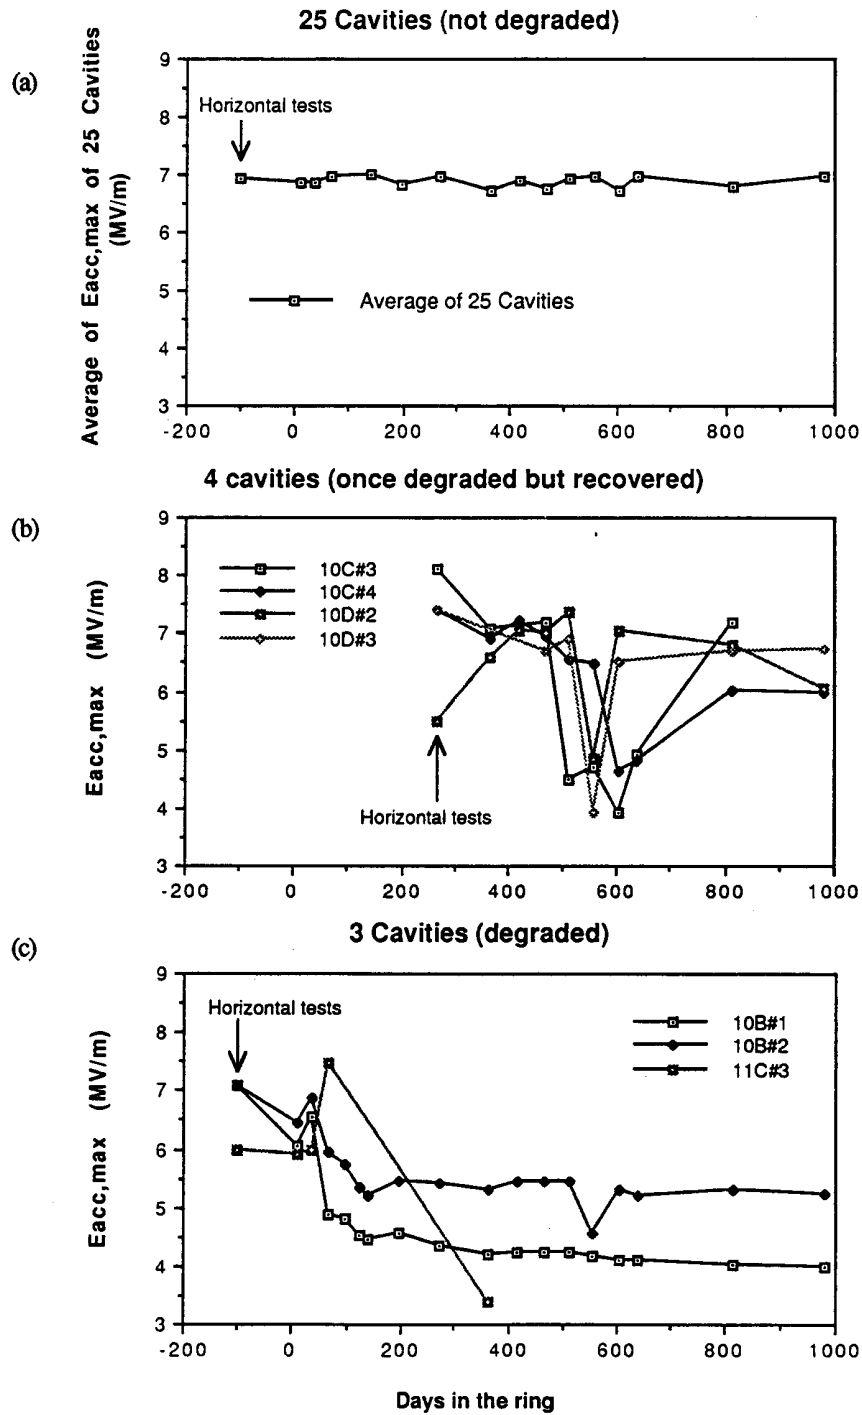 25 Cavities (not degraded)
(a)
Average of Eacc,max of 25 Cavities
(MV/m)
9
8
7
6
5
4
3
Horizontal tests
Average of 25 Cavities
-200 0 200 400 600 800 1000
4 cavities (once degraded but recovered)
(b)
Eacc,max (MV/m)
9
8
7
6
5
4
3
10C#3
10C#4
10D#2
10D#3
Horizontal tests
-200 0 200 400 600 800 1000
3 Cavities (degraded)
(c)
Eacc,max (MV/m)
9
8
7
6
5
4
3
Horizontal tests
10B#1
10B#2
11C#3
-200 0 200 400 600 800 1000
Days in the ring